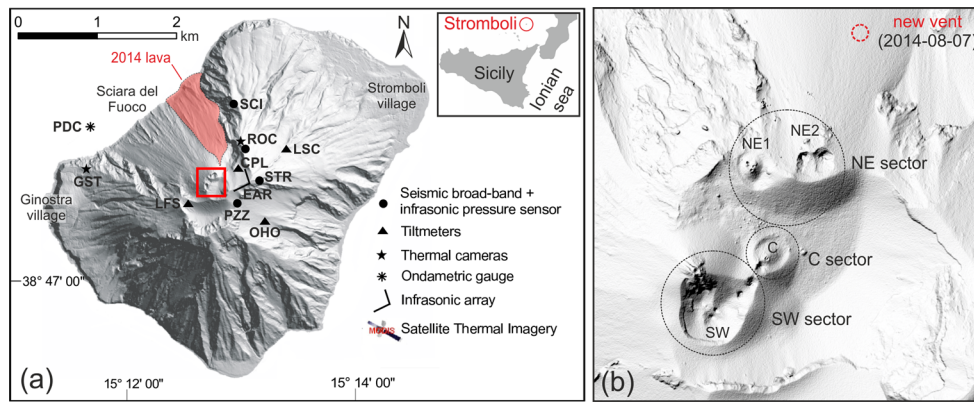 0 1 2
km
N
2014 lava
Sciara del
Fuoco
Stromboli
village
SCI
PDC
ROC
LSC
CPL
GST
STR
EAR
Ginostra
village
LFS
PZZ
OHO
38° 47' 00"
15° 12' 00"
15° 14' 00"
Seismic broad-band +
infrasonic pressure sensor
Tiltmeters
Thermal cameras
Ondametric gauge
Infrasonic array
MODIS
Satellite Thermal Imagery
(a)
Stromboli
Sicily
Ionian
sea
new vent
(2014-08-07)
NE1
NE2
NE sector
C
C sector
SW
SW sector
(b)